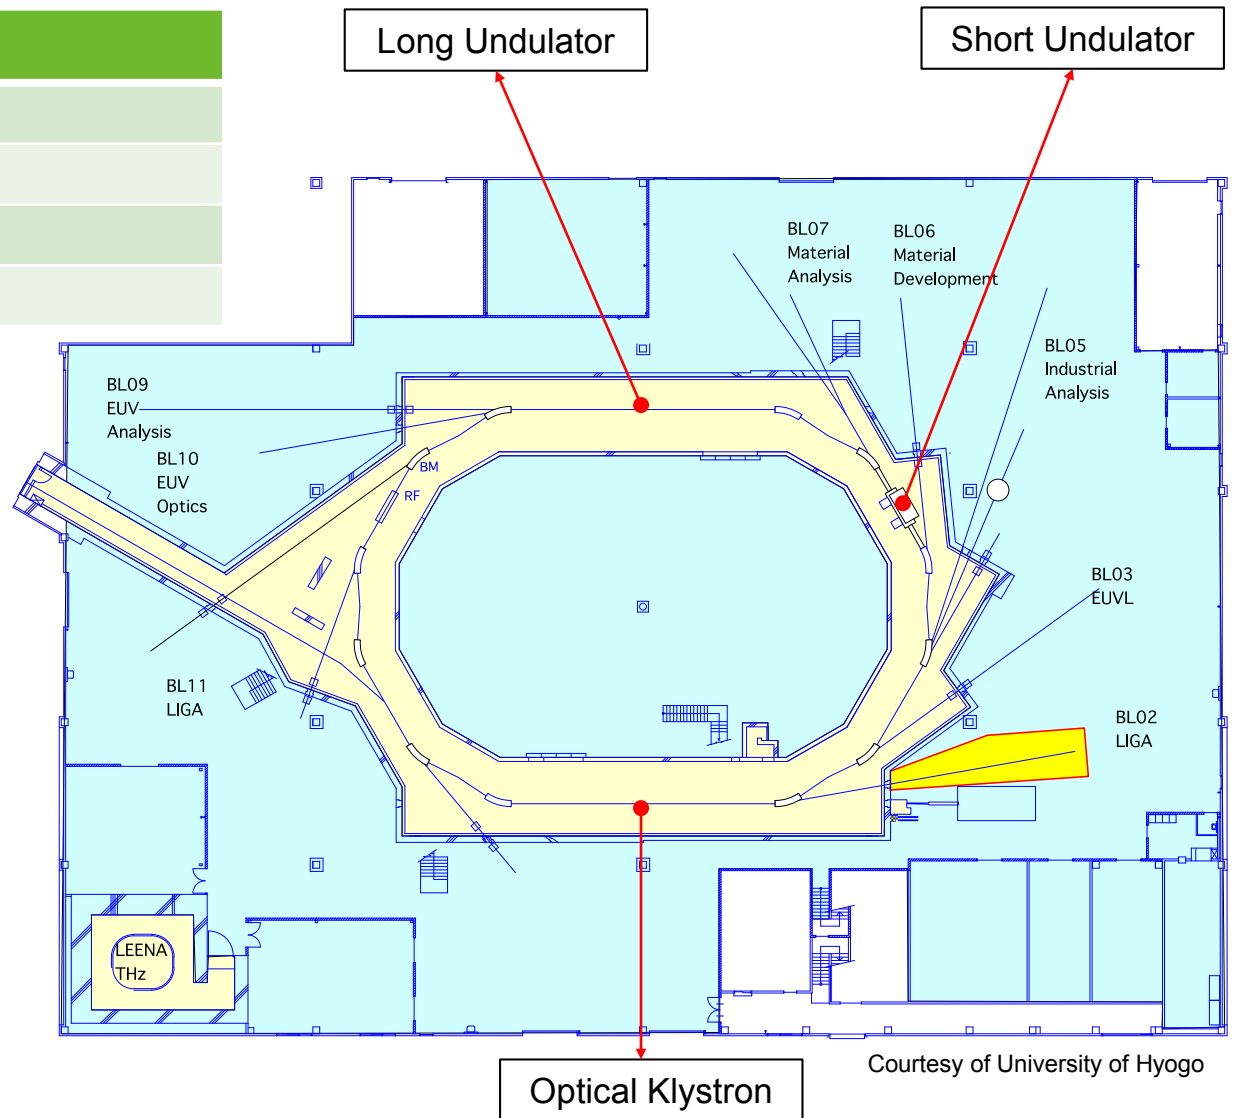 Long Undulator
Short Undulator
BL07
Material
Analysis
BL06
Material
Development
BL05
Industrial
Analysis
BL09
EUV
Analysis
BL10
EUV
Optics
BM
RF
BL03
EUVL
BL11
LIGA
BL02
LIGA
LEENA
THz
Courtesy of University of Hyogo
Optical Klystron